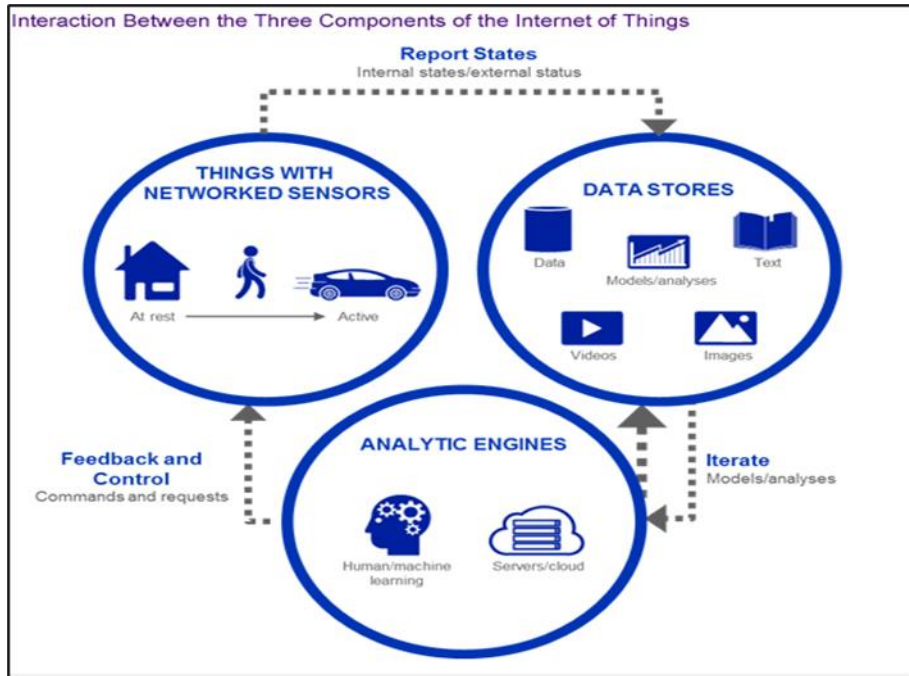 Interaction Between the Three Components of the Internet of Things
Report States
Internal states/external status
THINGS WITH
NETWORKED SENSORS
At rest
Active
DATA STORES
Data
Models/analyses
Text
Videos
Images
Feedback and
Control
Commands and requests
ANALYTIC ENGINES
Human/machine
learning
Servers/cloud
Iterate
Models/analyses